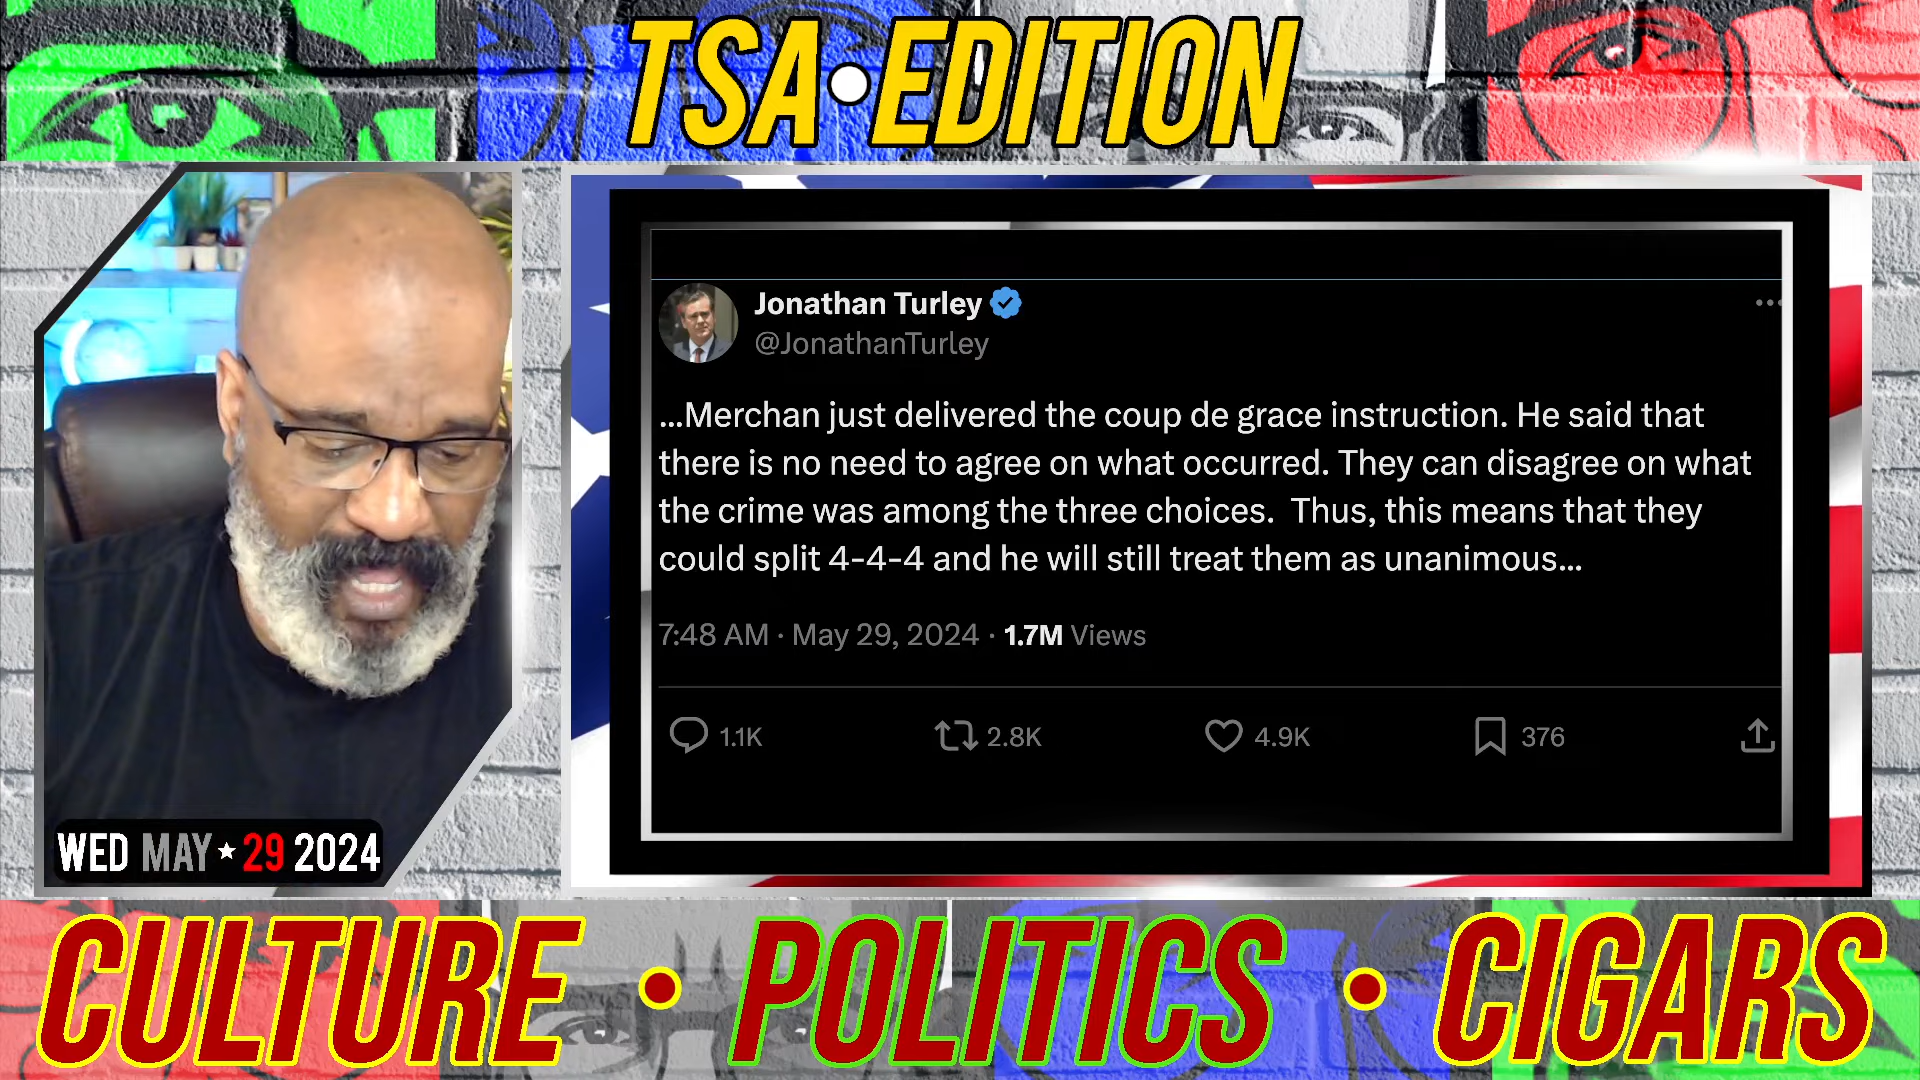 TSA•EDITION
Jonathan Turley
@JonathanTurley
...Merchan just delivered the coup de grace instruction. He said that
there is no need to agree on what occurred. They can disagree on what
the crime was among the three choices.  Thus, this means that they
could split 4-4-4 and he will still treat them as unanimous...
7:48 AM · May 29, 2024 · 1.7M Views
1.1K 2.8K 4.9K 376
WED MAY★29 2024
CULTURE • POLITICS • CIGARS